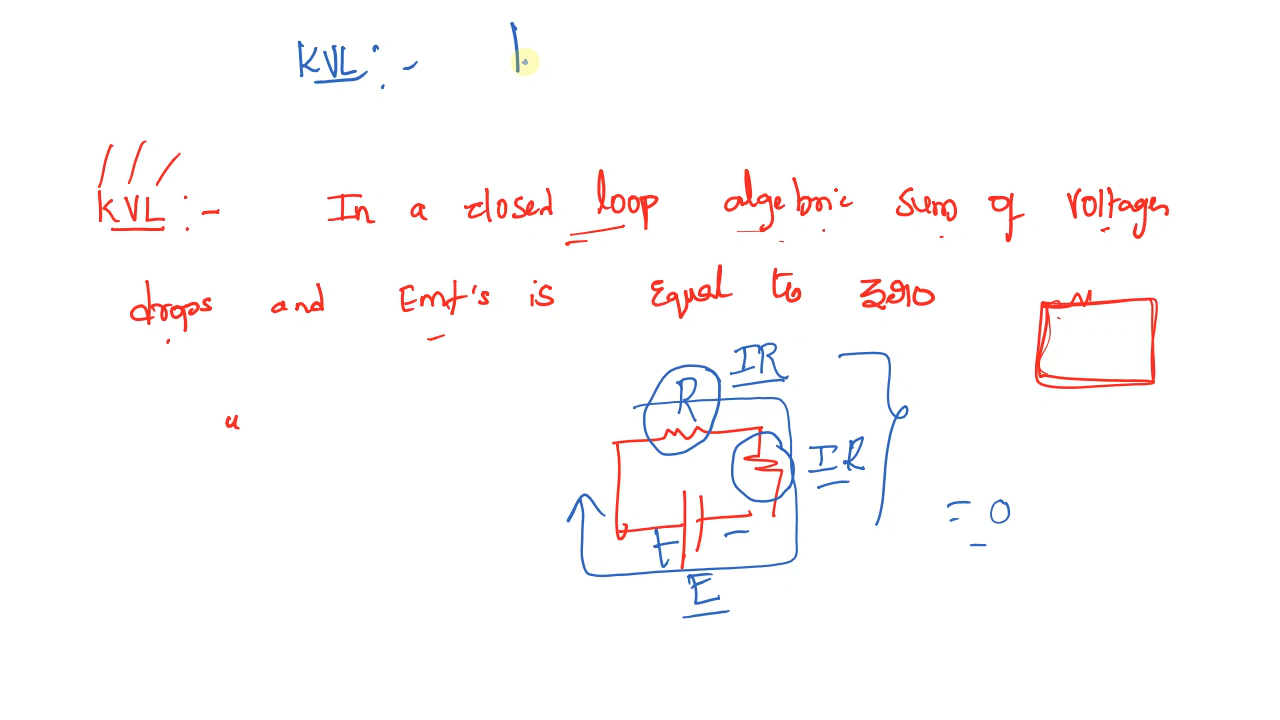 KVL :-
KVL :- In a closed loop algebric sum of voltages
drops and Emf's is Equal to zero
IR
R
IR
= 0
+ -
E